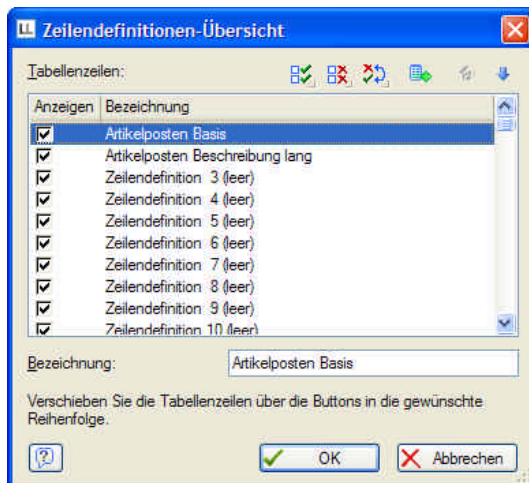 LL Zeilendefinitionen-Übersicht
Tabellenzeilen:
Anzeigen Bezeichnung
Artikelposten Basis
Artikelposten Beschreibung lang
Zeilendefinition 3 (leer)
Zeilendefinition 4 (leer)
Zeilendefinition 5 (leer)
Zeilendefinition 6 (leer)
Zeilendefinition 7 (leer)
Zeilendefinition 8 (leer)
Zeilendefinition 9 (leer)
Zeilendefinition 10 (leer)
Bezeichnung: Artikelposten Basis
Verschieben Sie die Tabellenzeilen über die Buttons in die gewünschte
Reihenfolge.
OK Abbrechen